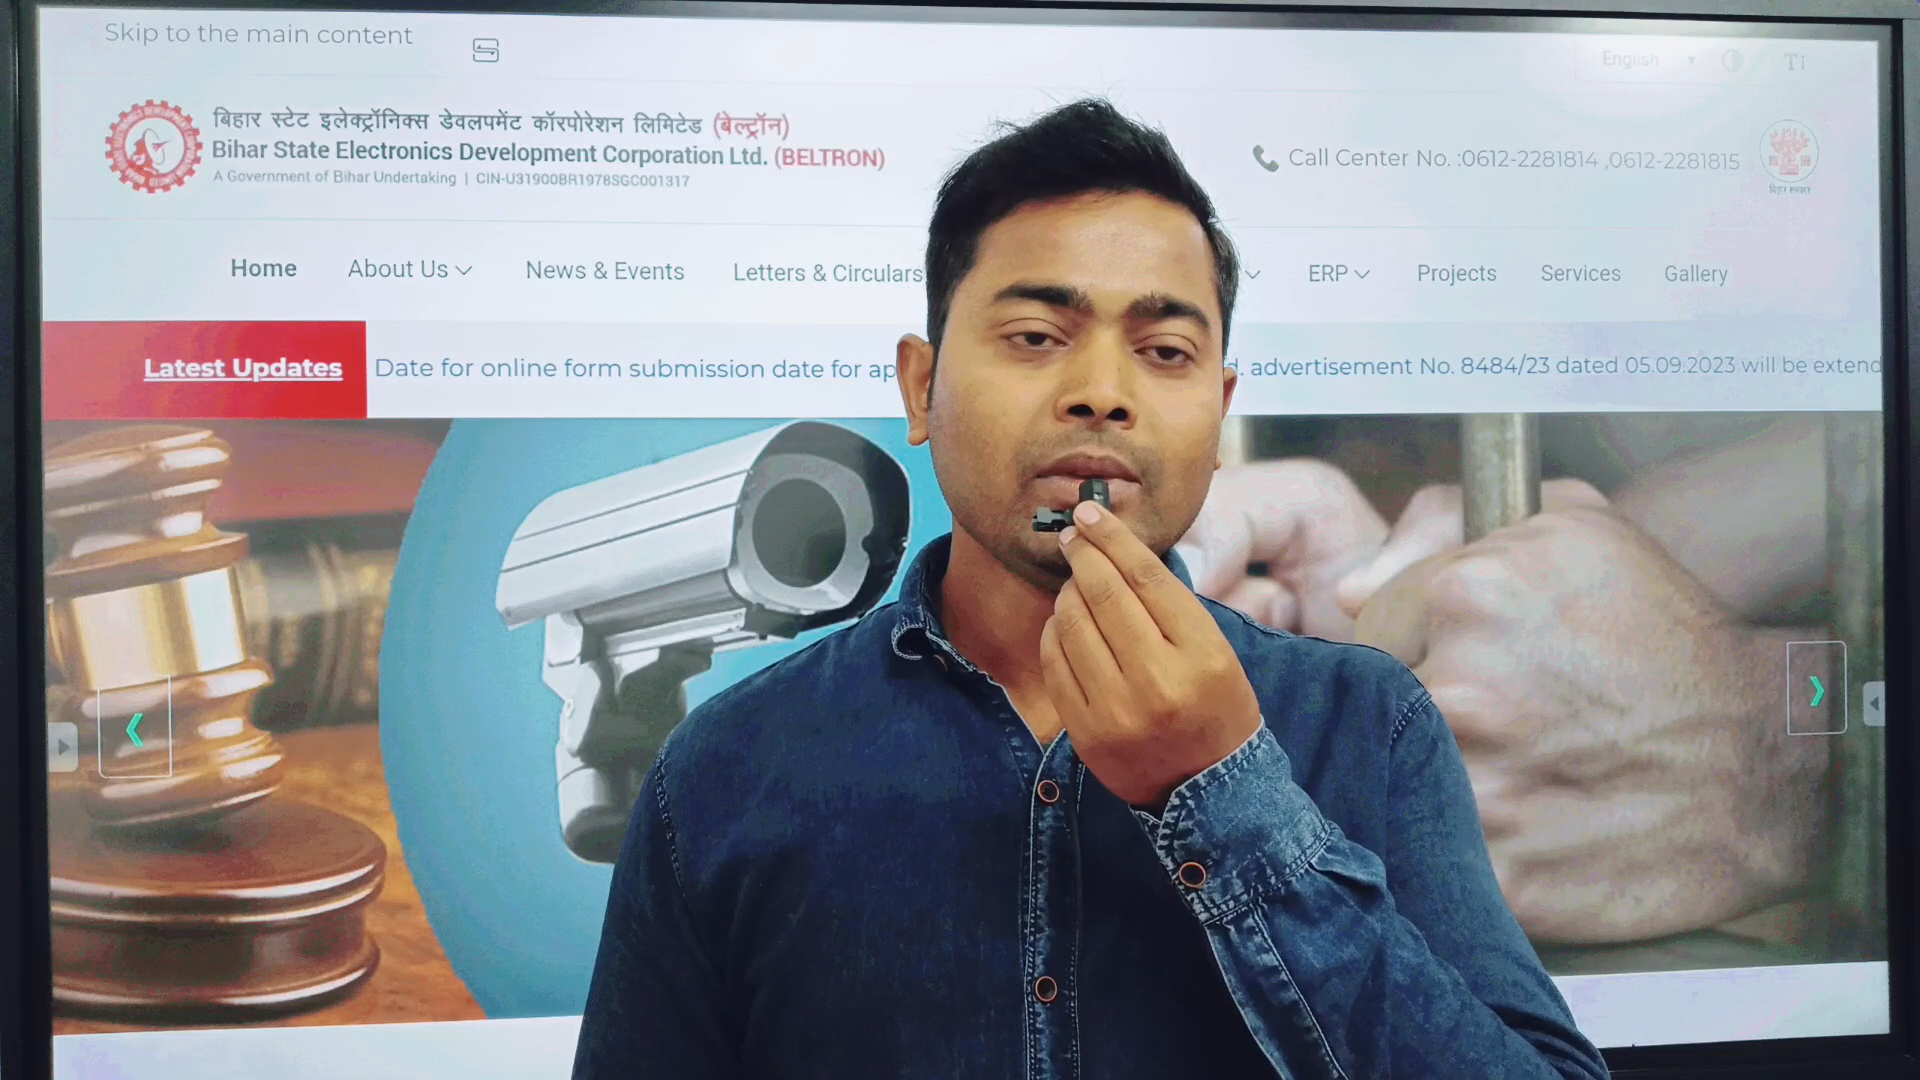 Skip to the main content
English
बिहार स्टेट इलेक्ट्रॉनिक्स डेवलपमेंट कॉरपोरेशन लिमिटेड (बेल्ट्रॉन)
Bihar State Electronics Development Corporation Ltd. (BELTRON)
A Government of Bihar Undertaking | CIN-U31900BR1978SGC001317
Call Center No. :0612-2281814 ,0612-2281815
बिहार सरकार
Home About Us News & Events Letters & Circulars ERP Projects Services Gallery
Latest Updates Date for online form submission date for ap advertisement No. 8484/23 dated 05.09.2023 will be extend